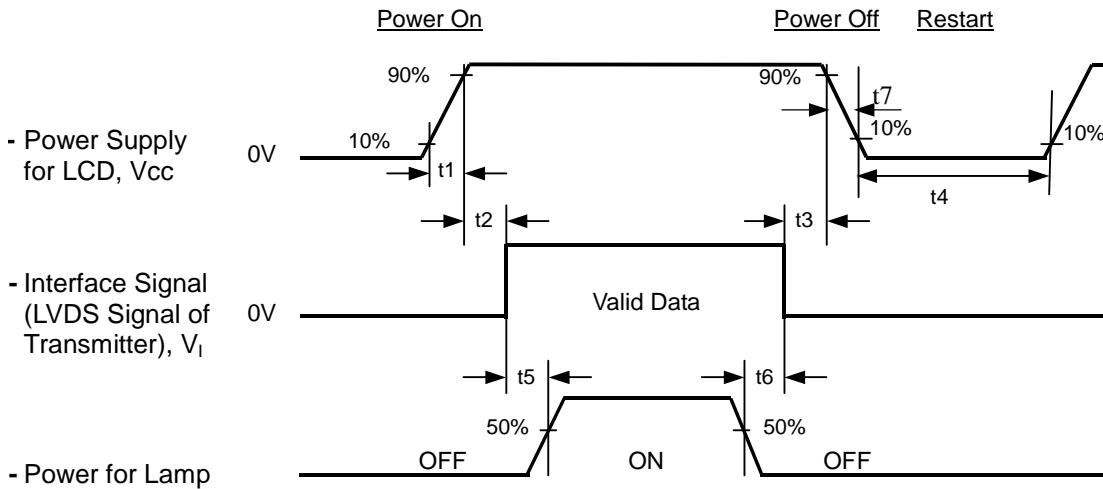 Power On
Power Off
Restart
90%
90%
t7
- Power Supply
for LCD, Vcc
0V
10%
10%
10%
t1
t4
t2
t3
- Interface Signal
(LVDS Signal of
Transmitter), VI
0V
Valid Data
t5
t6
50%
50%
- Power for Lamp
OFF
ON
OFF